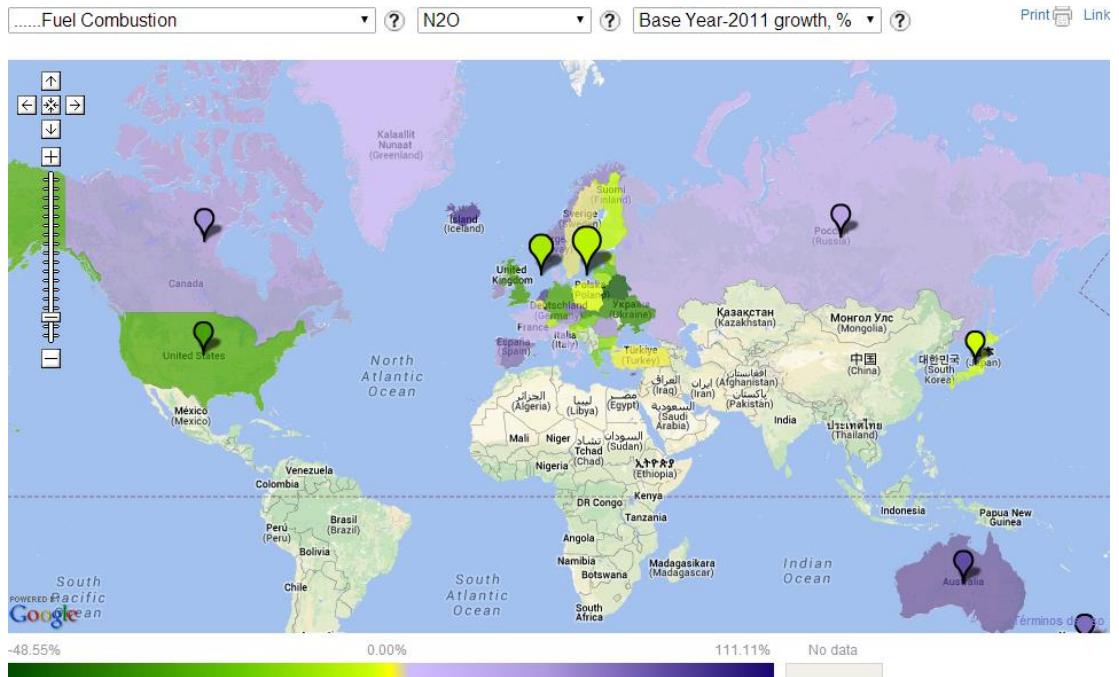 ......Fuel Combustion
N2O
Base Year-2011 growth, %
Print
Link
Kalaallit
Nunaat
(Greenland)
Ísland
(Iceland)
Suomi
(Finland)
Sverige
(Sweden)
Россия
(Russia)
Canada
United
Kingdom
Polska
(Poland)
Deutschland
(Germany)
Україна
(Ukraine)
France
Italia
(Italy)
España
(Spain)
Türkiye
(Turkey)
Қазақстан
(Kazakhstan)
Монгол Улс
(Mongolia)
中国
(China)
대한민국
(South
Korea)
日本
(Japan)
United States
North
Atlantic
Ocean
México
(Mexico)
الجزائر
(Algeria)
ليبيا
(Libya)
مصر
(Egypt)
العراق
(Iraq)
ایران
(Iran)
افغانستان
(Afghanistan)
پاکستان
(Pakistan)
السعودية
(Saudi
Arabia)
India
ประเทศไทย
(Thailand)
Mali
Niger
تشاد
Tchad
(Chad)
السودان
(Sudan)
Nigeria
ኢትዮጵያ
(Ethiopia)
Venezuela
Colombia
DR Congo
Kenya
Tanzania
Indonesia
Papua New
Guinea
Perú
(Peru)
Brasil
(Brazil)
Bolivia
Angola
Namibia
Botswana
Madagasikara
(Madagascar)
Indian
Ocean
Australia
Chile
South
Pacific
Ocean
South
Atlantic
Ocean
South
Africa
POWERED BY
Google
Términos de uso
-48.55%
0.00%
111.11%
No data